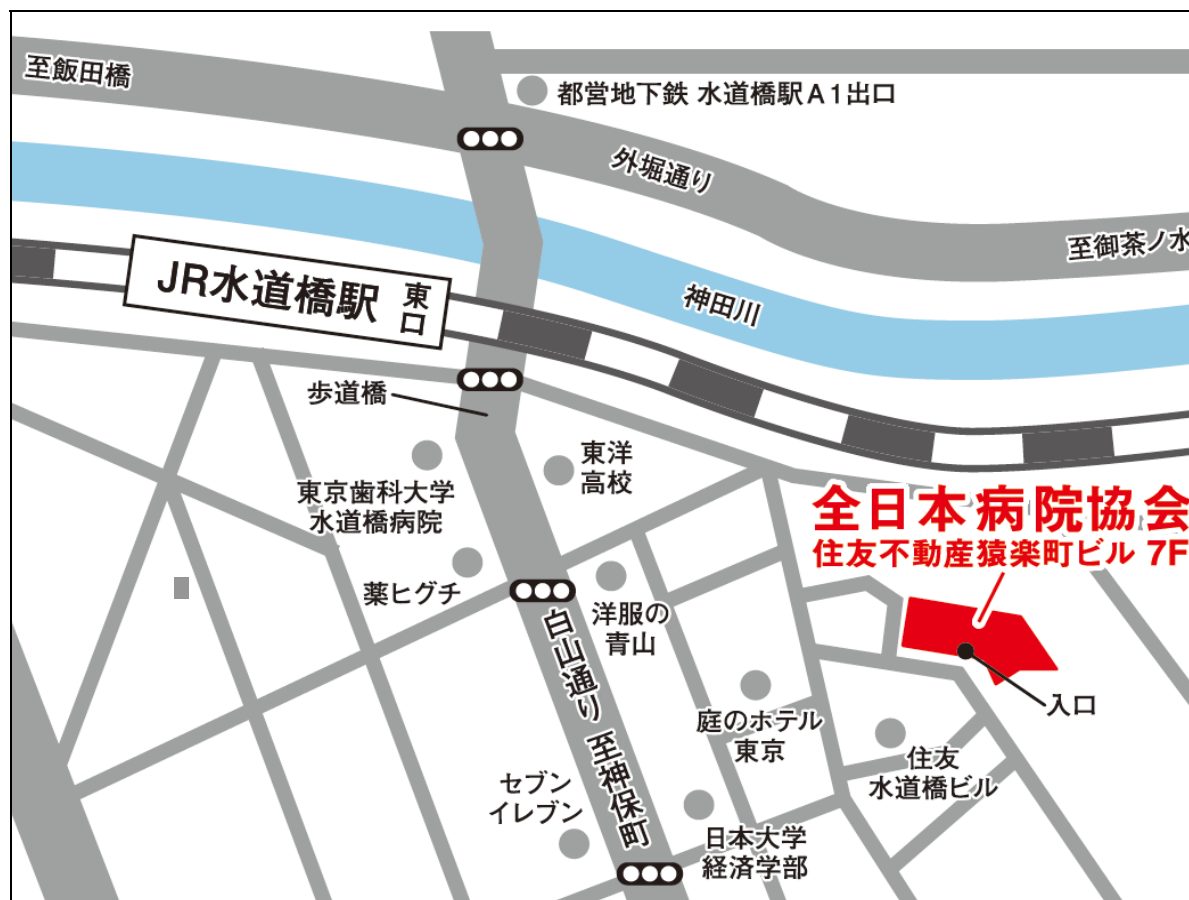 至飯田橋
都営地下鉄 水道橋駅A1出口
外堀通り
至御茶ノ水
JR水道橋駅 東口
神田川
歩道橋
東洋
高校
東京歯科大学
水道橋病院
全日本病院協会
住友不動産猿楽町ビル 7F
薬ヒグチ
洋服の
青山
白山通り 至神保町
入口
庭のホテル
東京
住友
水道橋ビル
セブン
イレブン
日本大学
経済学部